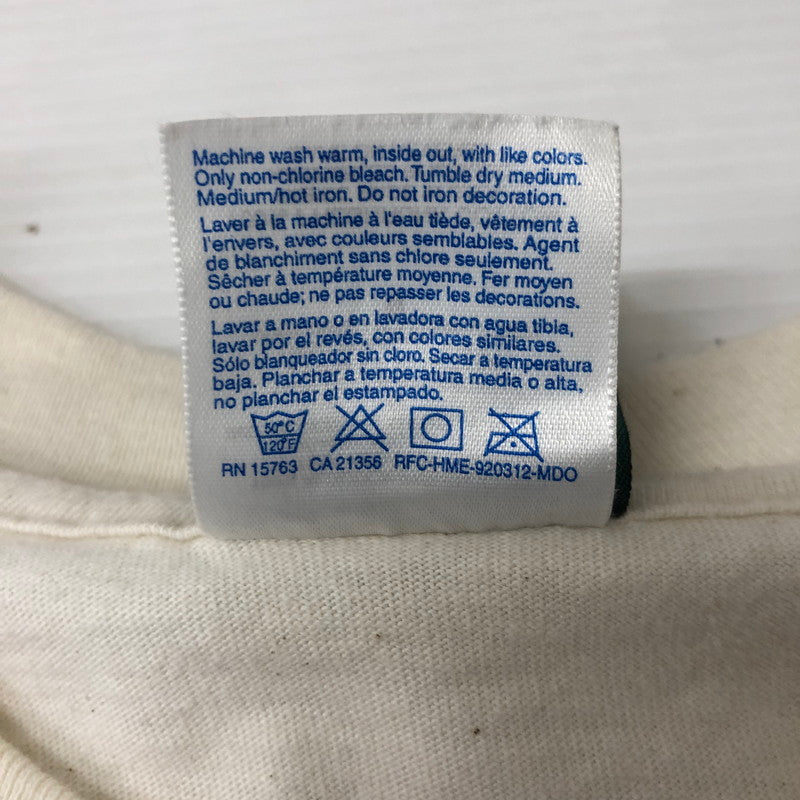 Machine wash warm, inside out, with like colors.
Only non-chlorine bleach. Tumble dry medium.
Medium/hot iron. Do not iron decoration.
Laver à la machine à l'eau tiède, vêtement à
l'envers, avec couleurs semblables. Agent
de blanchiment sans chlore seulement.
Sêcher à température moyenne. Fer moyen
ou chaude; ne pas repasser les decorations.
Lavar a mano o en lavadora con agua tibia,
lavar por el revés, con colores similares.
Sólo blanqueador sin cloro. Secar a temperatura
baja. Planchar a temperatura media o alta,
no planchar el estampado.
50°C
120°F
RN 15763 CA 21356 RFC-HME-920312-MDO